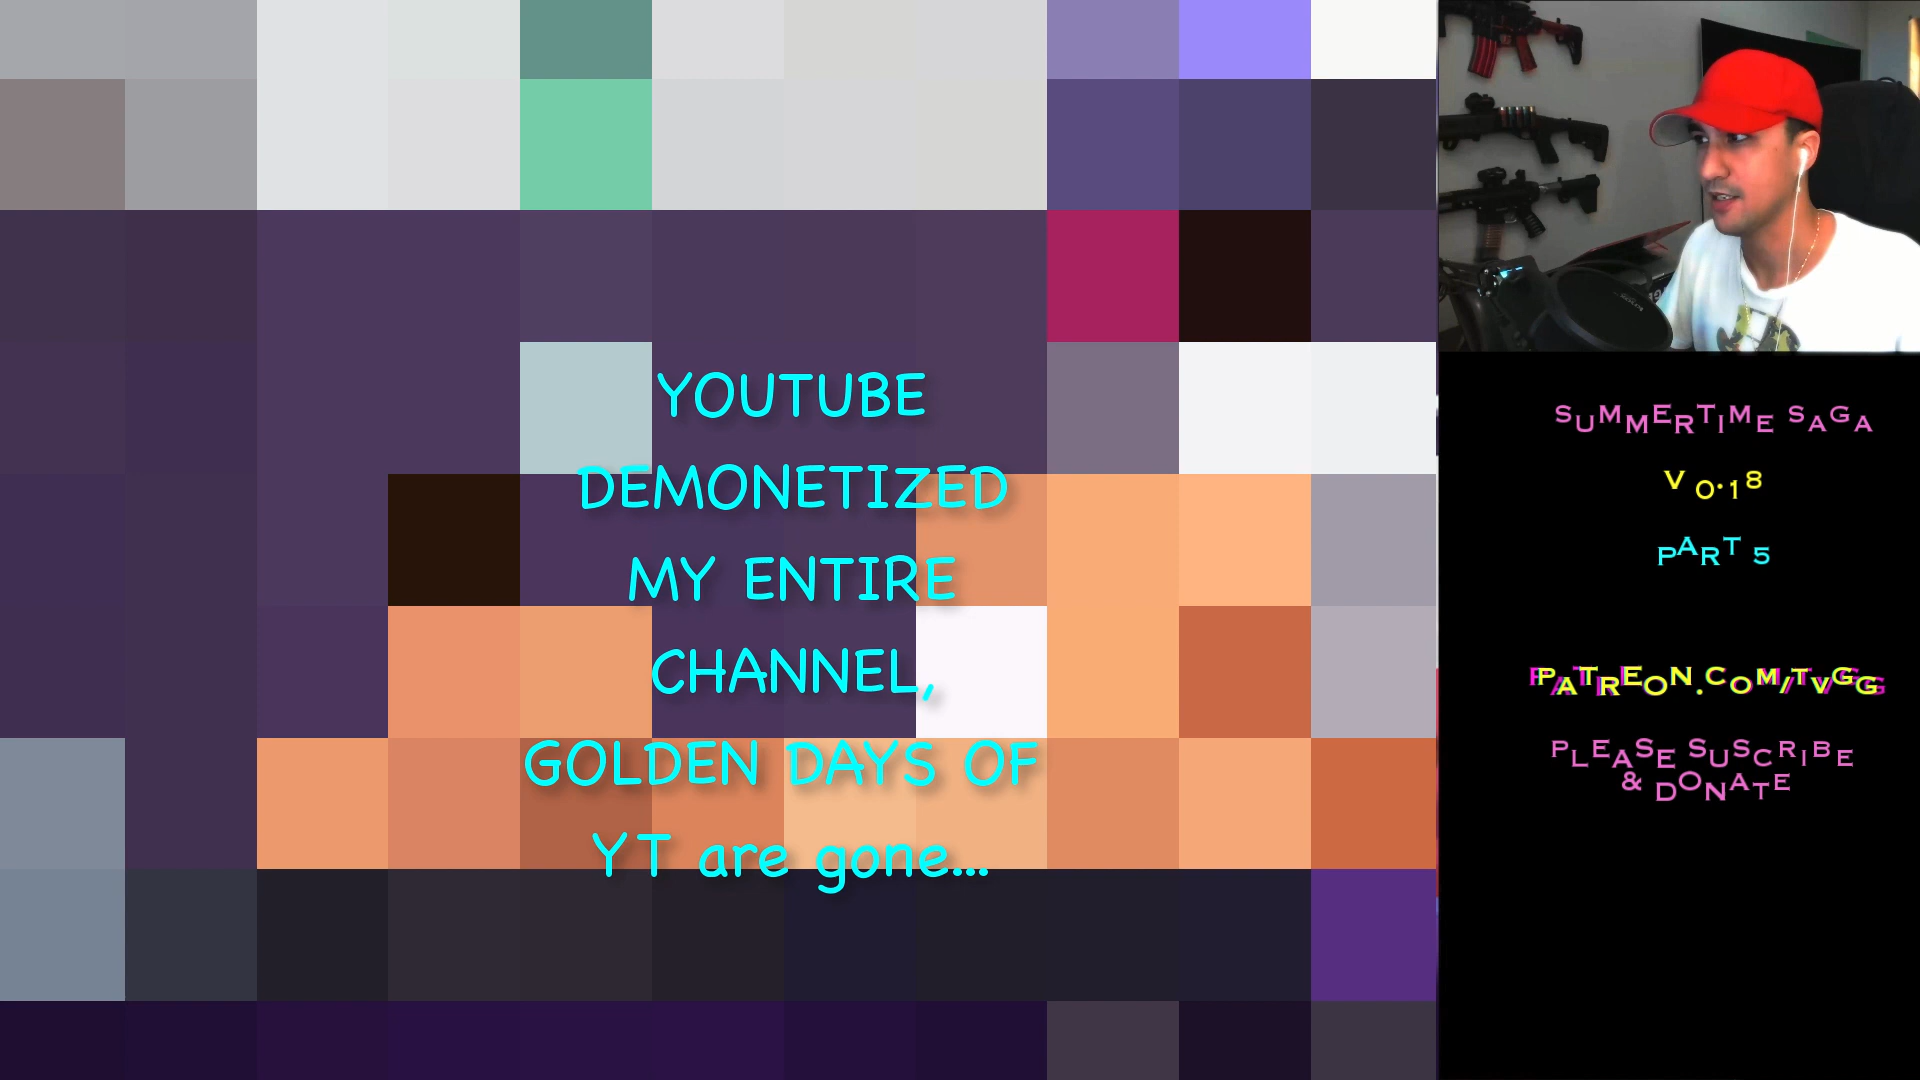 YOUTUBE
DEMONETIZED
MY ENTIRE
CHANNEL,
GOLDEN DAYS OF
YT are gone...
SUMMERTIME SAGA
V 0.18
PART 5
PATREON.COM/TVGG
PLEASE SUSCRIBE
& DONATE